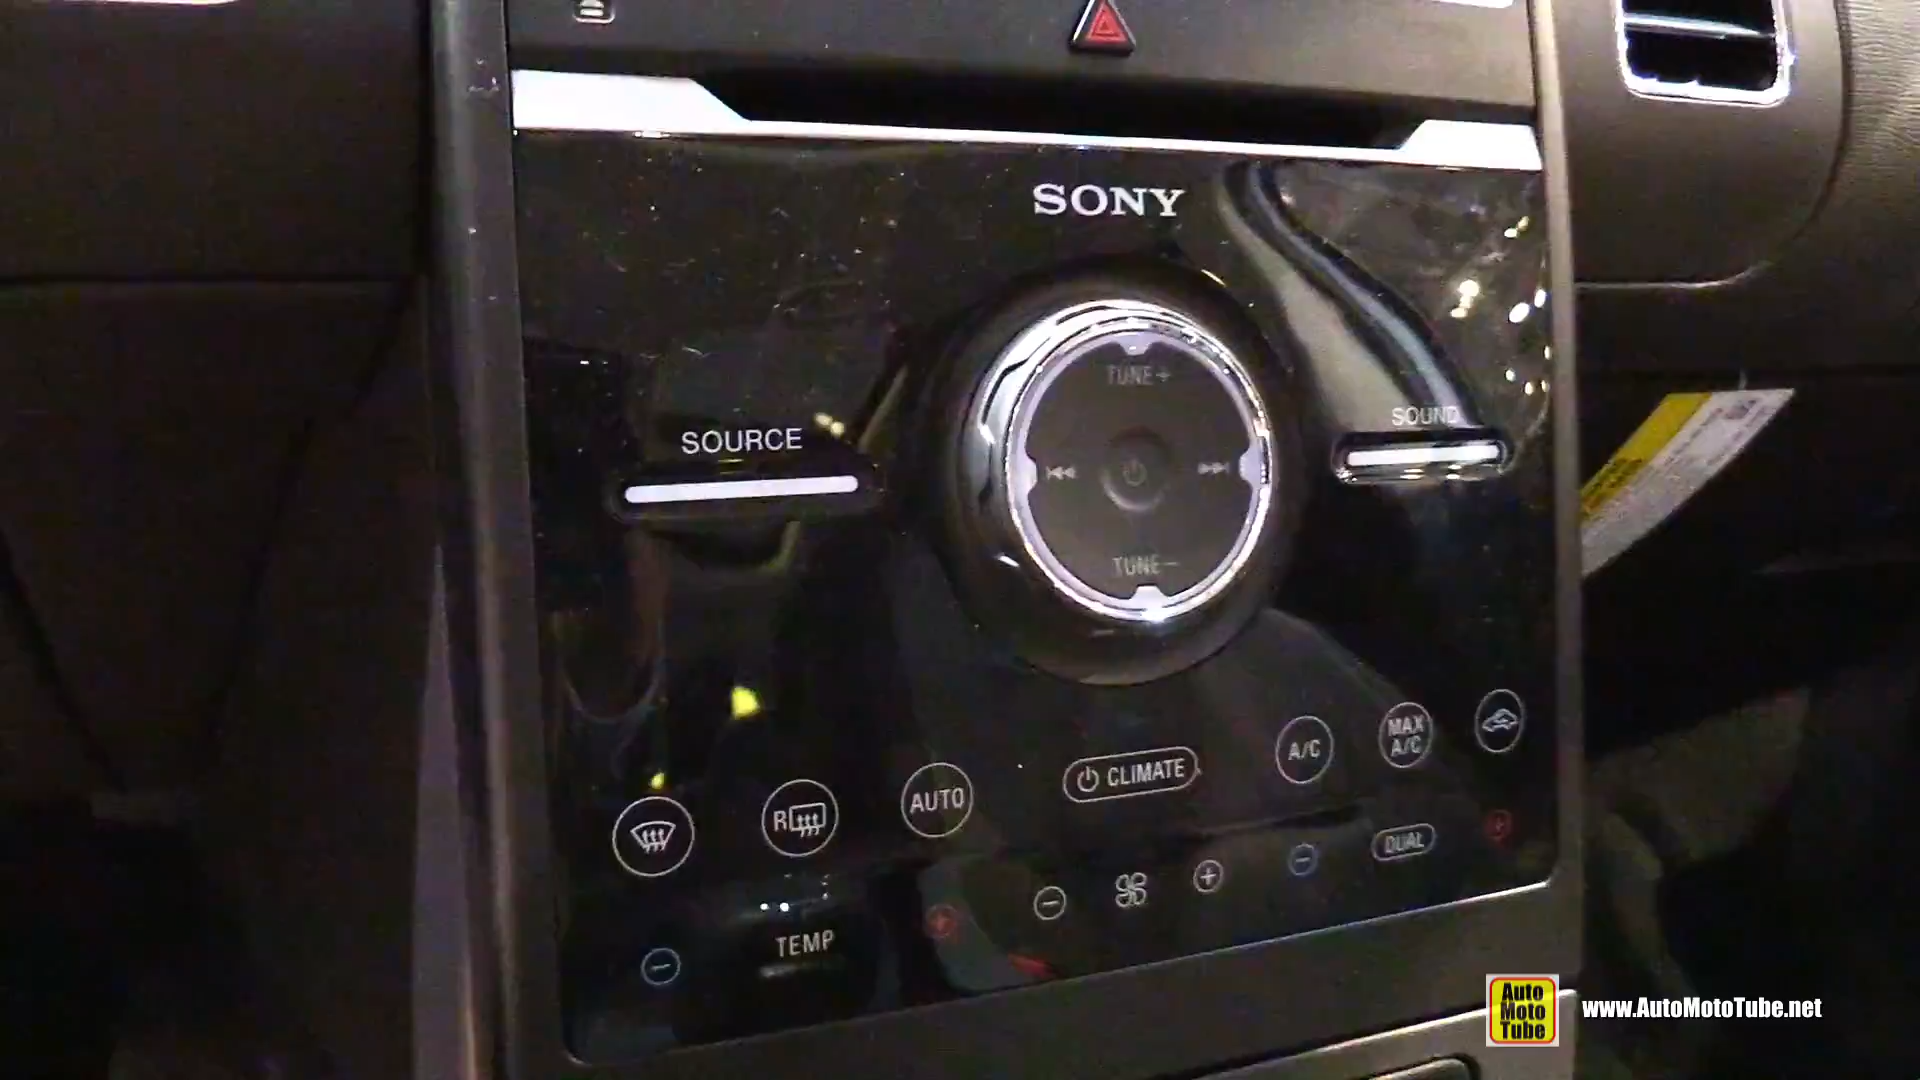 SONY
TUNE+
SOURCE
SOUND
TUNE-
CLIMATE
A/C
MAX
A/C
R
AUTO
DUAL
TEMP
Auto
Moto
Tube
www.AutoMotoTube.net